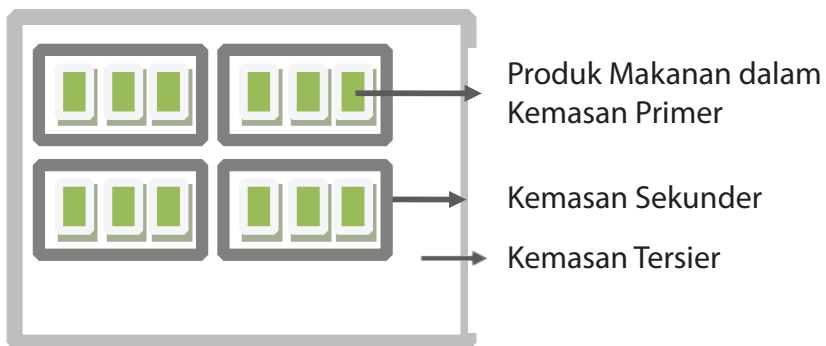 Produk Makanan dalam
Kemasan Primer
Kemasan Sekunder
Kemasan Tersier